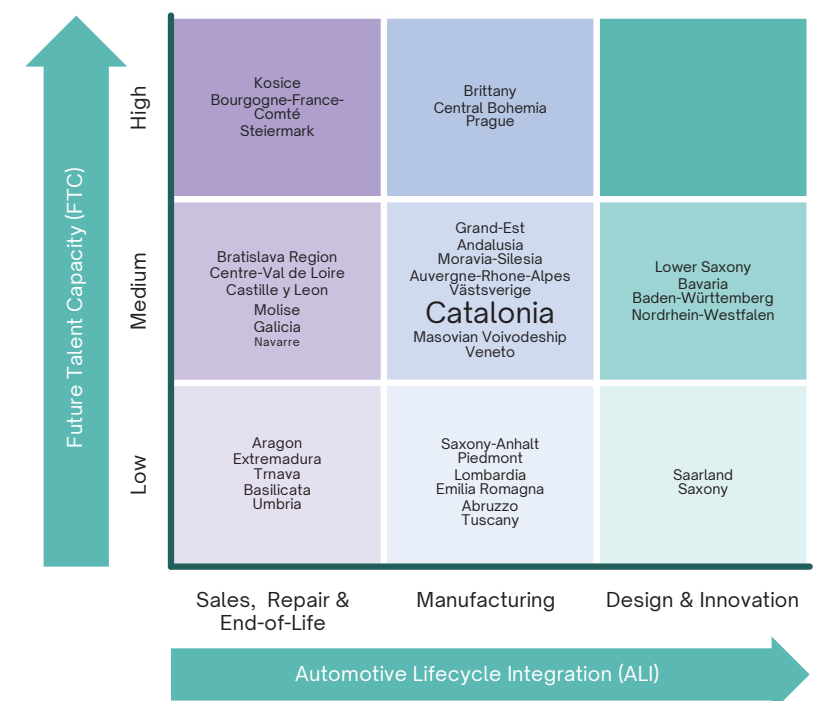 Future Talent Capacity (FTC)
High
Kosice
Bourgogne-France-
Comté
Steiermark
Brittany
Central Bohemia
Prague
Medium
Bratislava Region
Centre-Val de Loire
Castille y Leon
Molise
Galicia
Navarre
Grand-Est
Andalusia
Moravia-Silesia
Auvergne-Rhone-Alpes
Västsverige
Catalonia
Masovian Voivodeship
Veneto
Lower Saxony
Bavaria
Baden-Württemberg
Nordrhein-Westfalen
Low
Aragon
Extremadura
Trnava
Basilicata
Umbria
Saxony-Anhalt
Piedmont
Lombardia
Emilia Romagna
Abruzzo
Tuscany
Saarland
Saxony
Sales, Repair &
End-of-Life
Manufacturing
Design & Innovation
Automotive Lifecycle Integration (ALI)